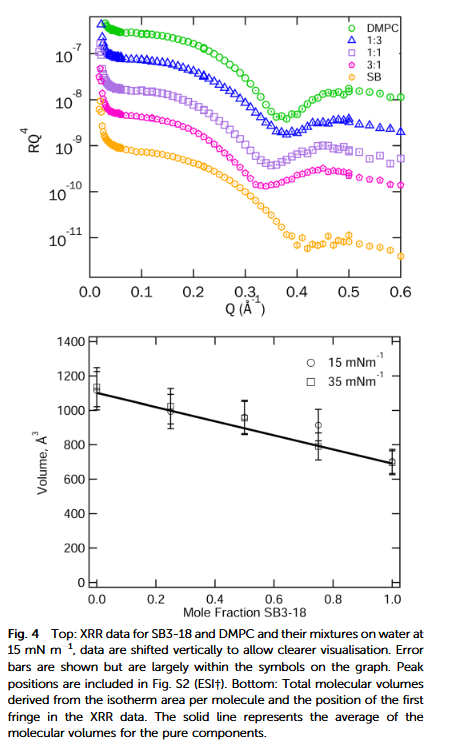 DMPC
1:3
1:1
3:1
SB
10⁻⁷
10⁻⁸
10⁻⁹
10⁻¹⁰
10⁻¹¹
RQ⁴
0.0 0.1 0.2 0.3 0.4 0.5 0.6
Q (Å⁻¹)
1400
1200
1000
800
600
400
200
0
Volume, Å³
15 mNm⁻¹
35 mNm⁻¹
0.0 0.2 0.4 0.6 0.8 1.0
Mole Fraction SB3-18
Fig. 4 Top: XRR data for SB3-18 and DMPC and their mixtures on water at
15 mN m ¹, data are shifted vertically to allow clearer visualisation. Error
bars are shown but are largely within the symbols on the graph. Peak
positions are included in Fig. S2 (ESI†). Bottom: Total molecular volumes
derived from the isotherm area per molecule and the position of the first
fringe in the XRR data. The solid line represents the average of the
molecular volumes for the pure components.